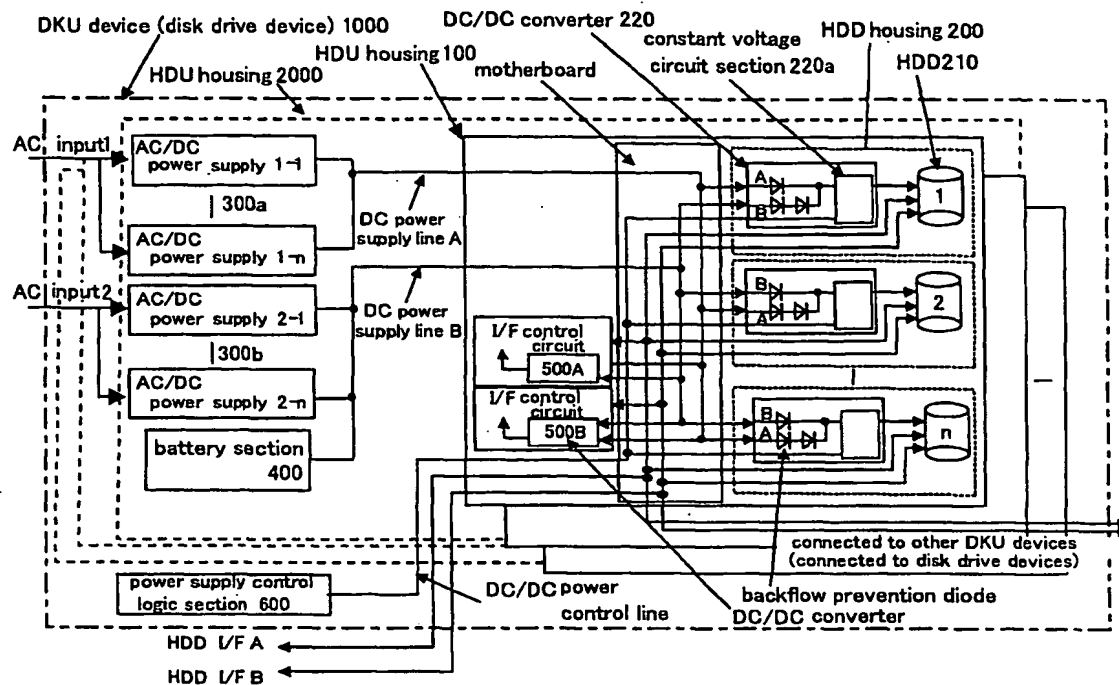 DKU device (disk drive device) 1000
HDU housing 2000
HDU housing 100
motherboard
DC/DC converter 220
constant voltage
circuit section 220a
HDD housing 200
HDD210
AC input1
AC/DC
power supply 1-1
300a
AC/DC
power supply 1-n
AC input2
AC/DC
power supply 2-1
300b
AC/DC
power supply 2-n
battery section
400
DC power
supply line A
DC power
supply line B
I/F control
circuit
500A
I/F control
circuit
500B
A
B
1
B
A
2
B
A
n
connected to other DKU devices
(connected to disk drive devices)
power supply control
logic section 600
DC/DC power
control line
backflow prevention diode
DC/DC converter
HDD I/F A
HDD I/F B